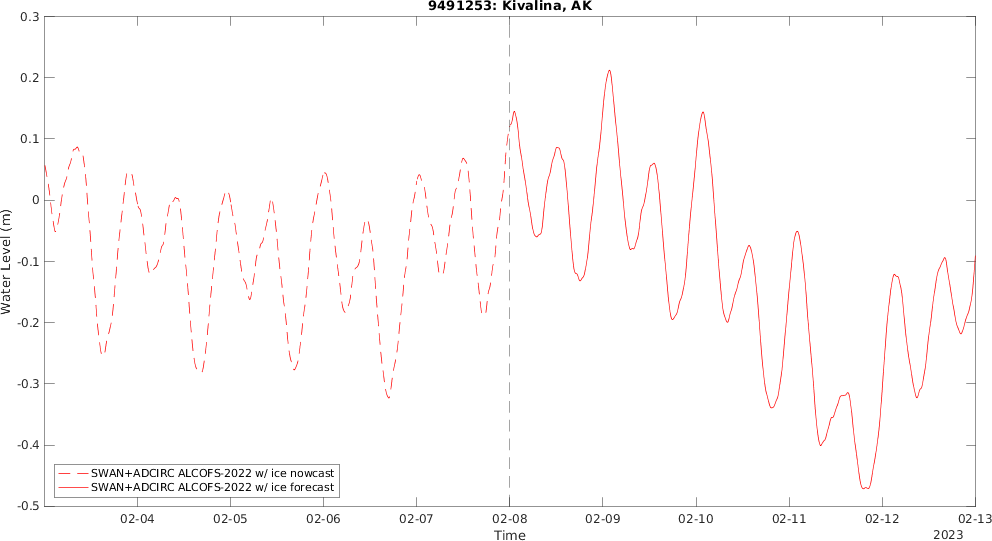 9491253: Kivalina, AK
0.3
0.2
0.1
0
-0.1
-0.2
-0.3
-0.4
-0.5
Water Level (m)
SWAN+ADCIRC ALCOFS-2022 w/ ice nowcast
SWAN+ADCIRC ALCOFS-2022 w/ ice forecast
02-04 02-05 02-06 02-07 02-08 02-09 02-10 02-11 02-12 02-13
Time
2023